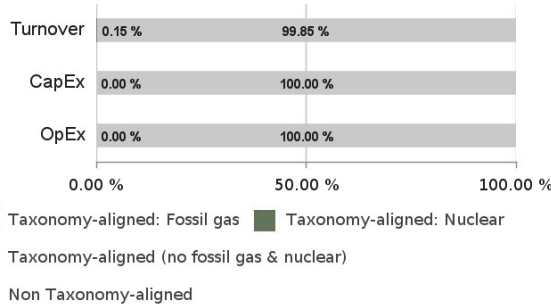 Turnover 0.15 % 99.85 %
CapEx 0.00 % 100.00 %
OpEx 0.00 % 100.00 %
0.00 % 50.00 % 100.00 %
Taxonomy-aligned: Fossil gas Taxonomy-aligned: Nuclear
Taxonomy-aligned (no fossil gas & nuclear)
Non Taxonomy-aligned